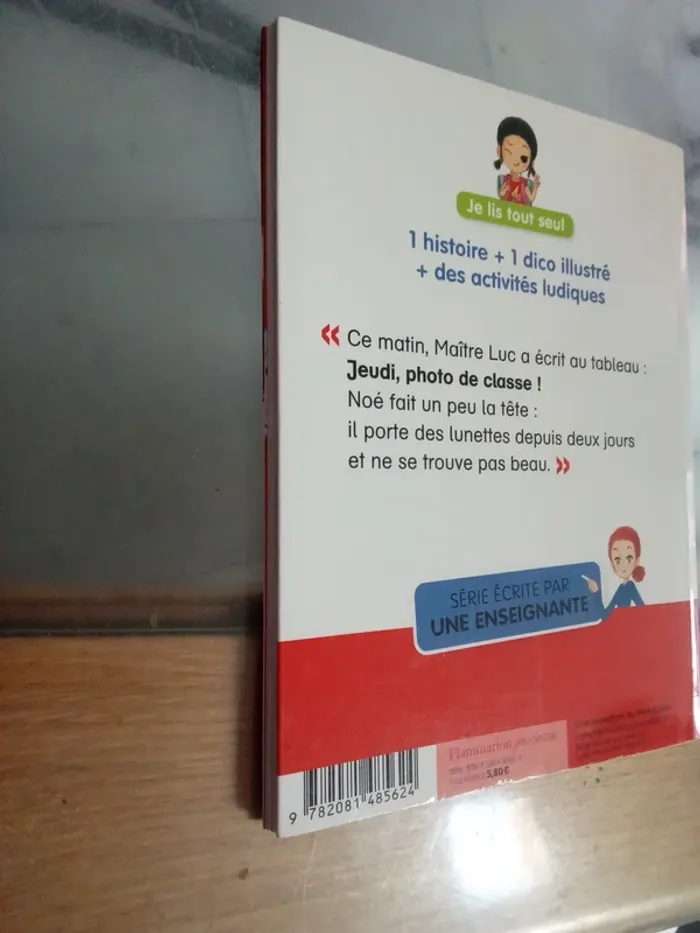 Je lis tout seul
1 histoire + 1 dico illustré
+ des activités ludiques
« Ce matin, Maître Luc a écrit au tableau :
Jeudi, photo de classe !
Noé fait un peu la tête :
il porte des lunettes depuis deux jours
et ne se trouve pas beau. »
SÉRIE ÉCRITE PAR
UNE ENSEIGNANTE
Flammarion jeunesse
5,80 €
9 782081 485624